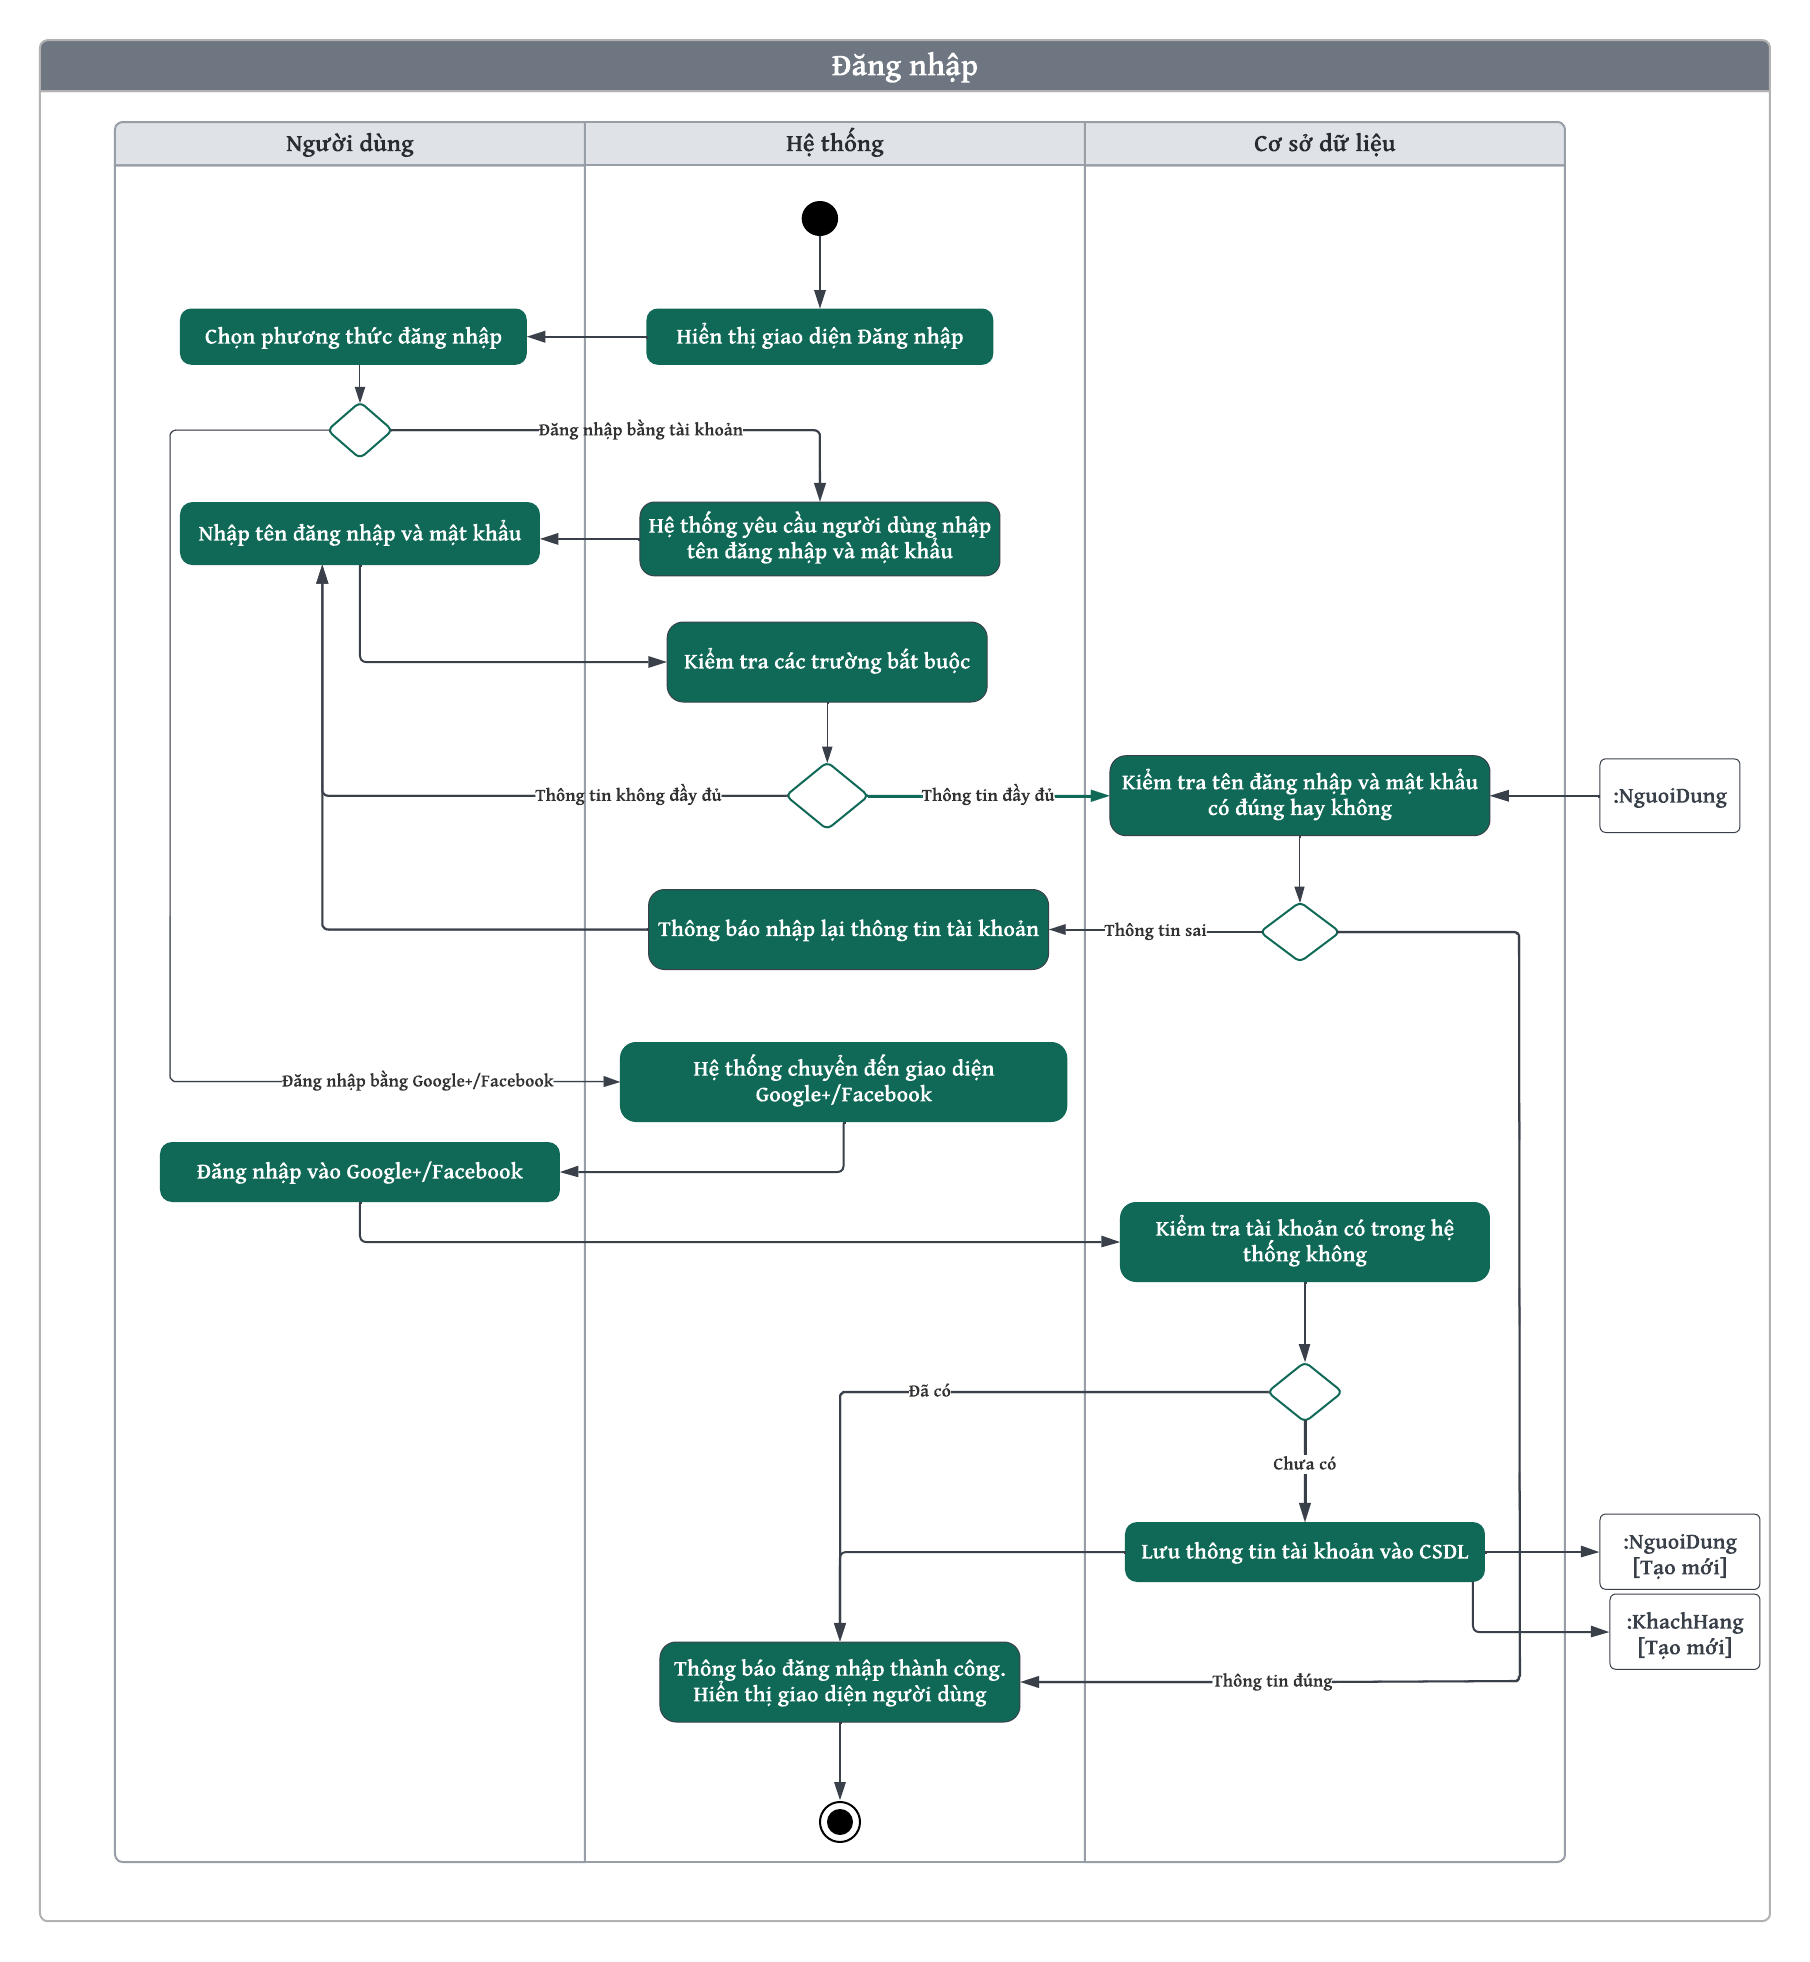 Đăng nhập
Người dùng
Hệ thống
Cơ sở dữ liệu
Chọn phương thức đăng nhập
Hiển thị giao diện Đăng nhập
Đăng nhập bằng tài khoản
Nhập tên đăng nhập và mật khẩu
Hệ thống yêu cầu người dùng nhập
tên đăng nhập và mật khẩu
Kiểm tra các trường bắt buộc
Thông tin không đầy đủ
Thông tin đầy đủ
Kiểm tra tên đăng nhập và mật khẩu
có đúng hay không
:NguoiDung
Thông báo nhập lại thông tin tài khoản
Thông tin sai
Đăng nhập bằng Google+/Facebook
Hệ thống chuyển đến giao diện
Google+/Facebook
Đăng nhập vào Google+/Facebook
Kiểm tra tài khoản có trong hệ
thống không
Đã có
Chưa có
Lưu thông tin tài khoản vào CSDL
:NguoiDung
[Tạo mới]
:KhachHang
[Tạo mới]
Thông báo đăng nhập thành công.
Hiển thị giao diện người dùng
Thông tin đúng